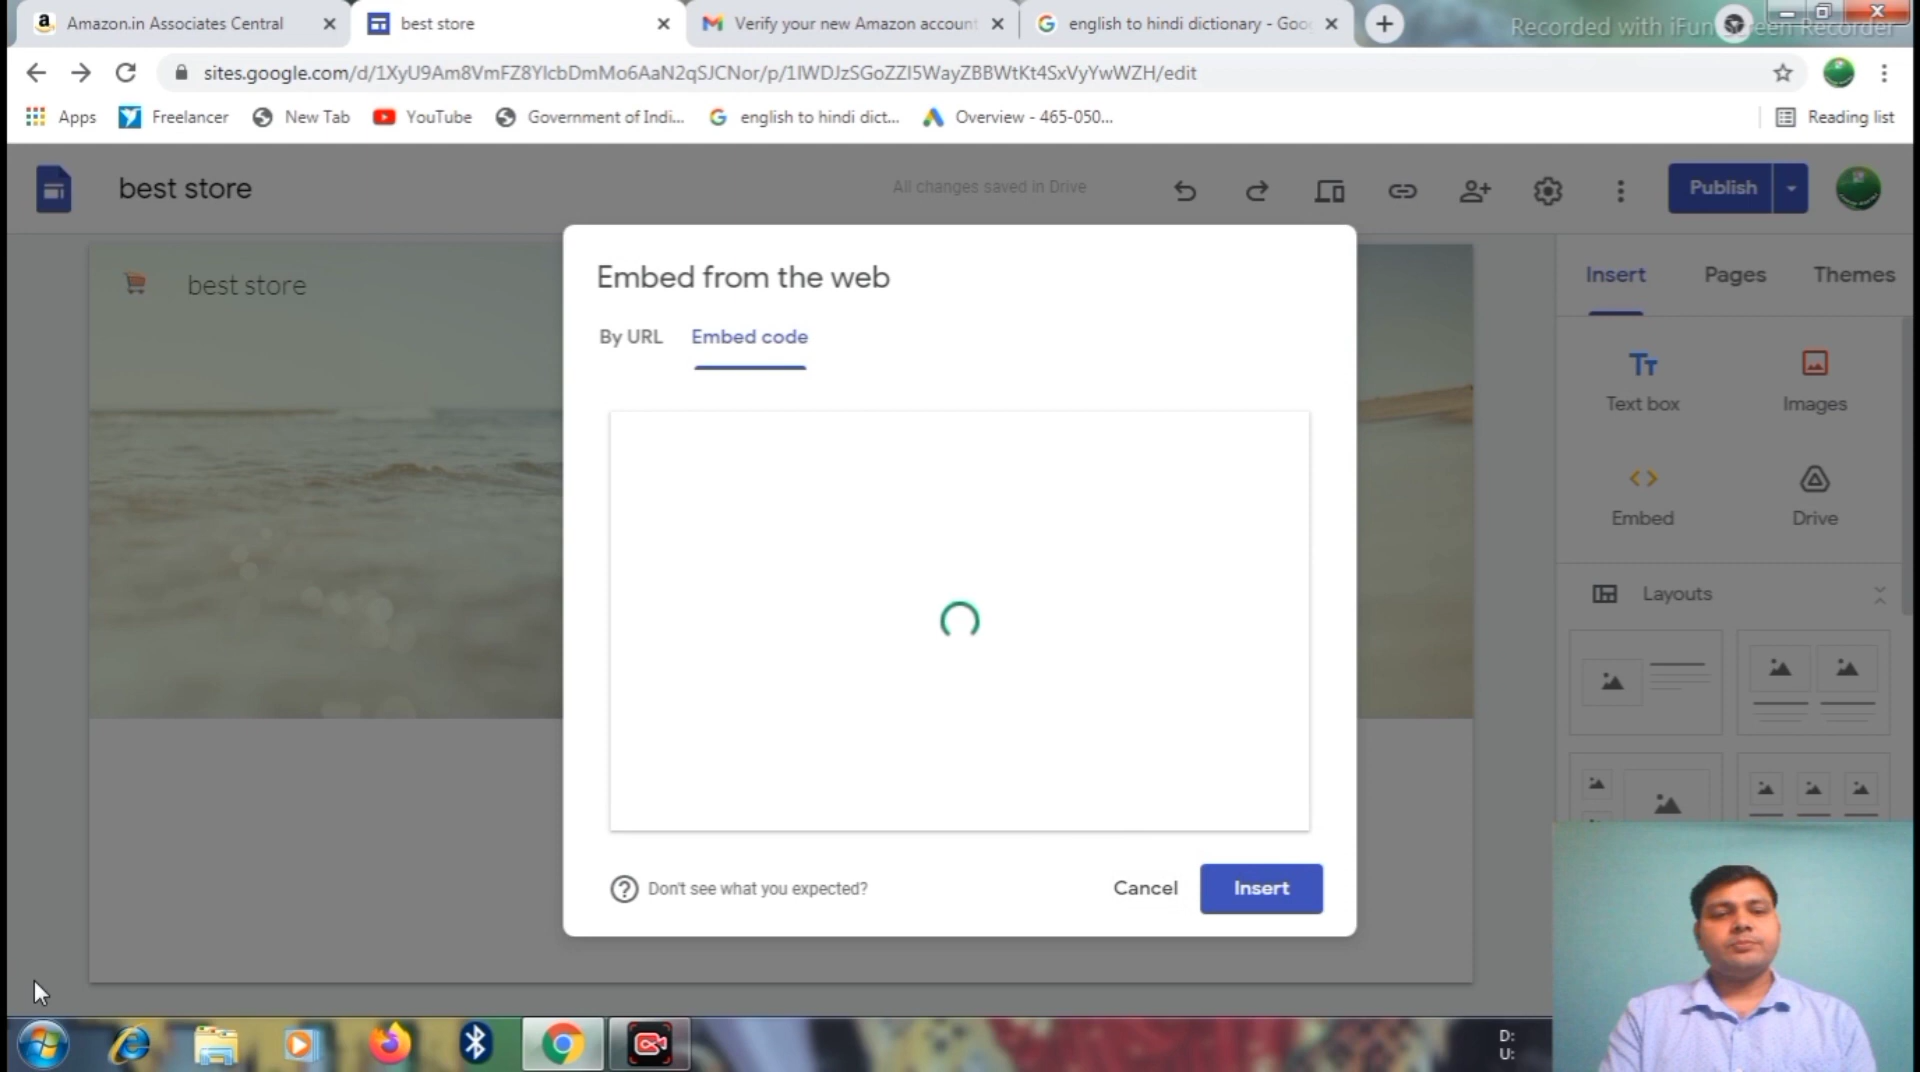 Amazon.in Associates Central
best store
Verify your new Amazon account
english to hindi dictionary - Goo
Recorded with iFun Screen Recorder
sites.google.com/d/1XyU9Am8VmFZ8YlcbDmMo6AaN2qSJCNor/p/1IWDJzSGoZZI5WayZBBWtKt4SxVyYwWZH/edit
Apps
Freelancer
New Tab
YouTube
Government of Indi...
english to hindi dict...
Overview - 465-050...
Reading list
best store
All changes saved in Drive
Publish
best store
Embed from the web
By URL
Embed code
Don't see what you expected?
Cancel
Insert
Insert
Pages
Themes
Text box
Images
Embed
Drive
Layouts
D:
U: